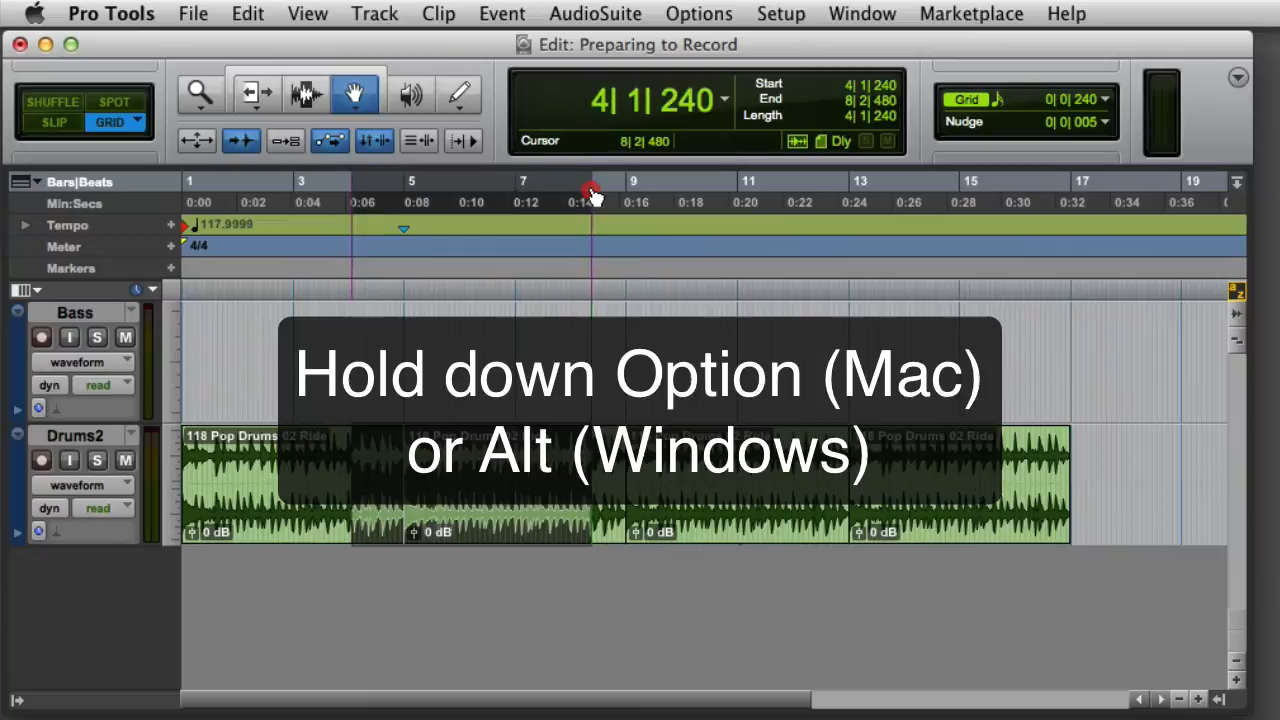 Pro Tools File Edit View Track Clip Event AudioSuite Options Setup Window Marketplace Help
Edit: Preparing to Record
SHUFFLE SPOT
SLIP GRID
4| 1| 240
Start 4| 1| 240
End 8| 2| 480
Length 4| 1| 240
Cursor 8| 2| 480 Dly S M
Grid 0| 0| 240
Nudge 0| 0| 005
Bars|Beats 1 3 5 7 9 11 13 15 17 19
Min:Secs 0:00 0:02 0:04 0:06 0:08 0:10 0:12 0:14 0:16 0:18 0:20 0:22 0:24 0:26 0:28 0:30 0:32 0:34 0:36
Tempo + 117.9999
Meter + 4/4
Markers +
a z
Bass
I S M
waveform
dyn read
Hold down Option (Mac)
or Alt (Windows)
Drums2
118 Pop Drums 02 Ride
I S M
waveform
dyn read
0 dB 0 dB 0 dB 0 dB